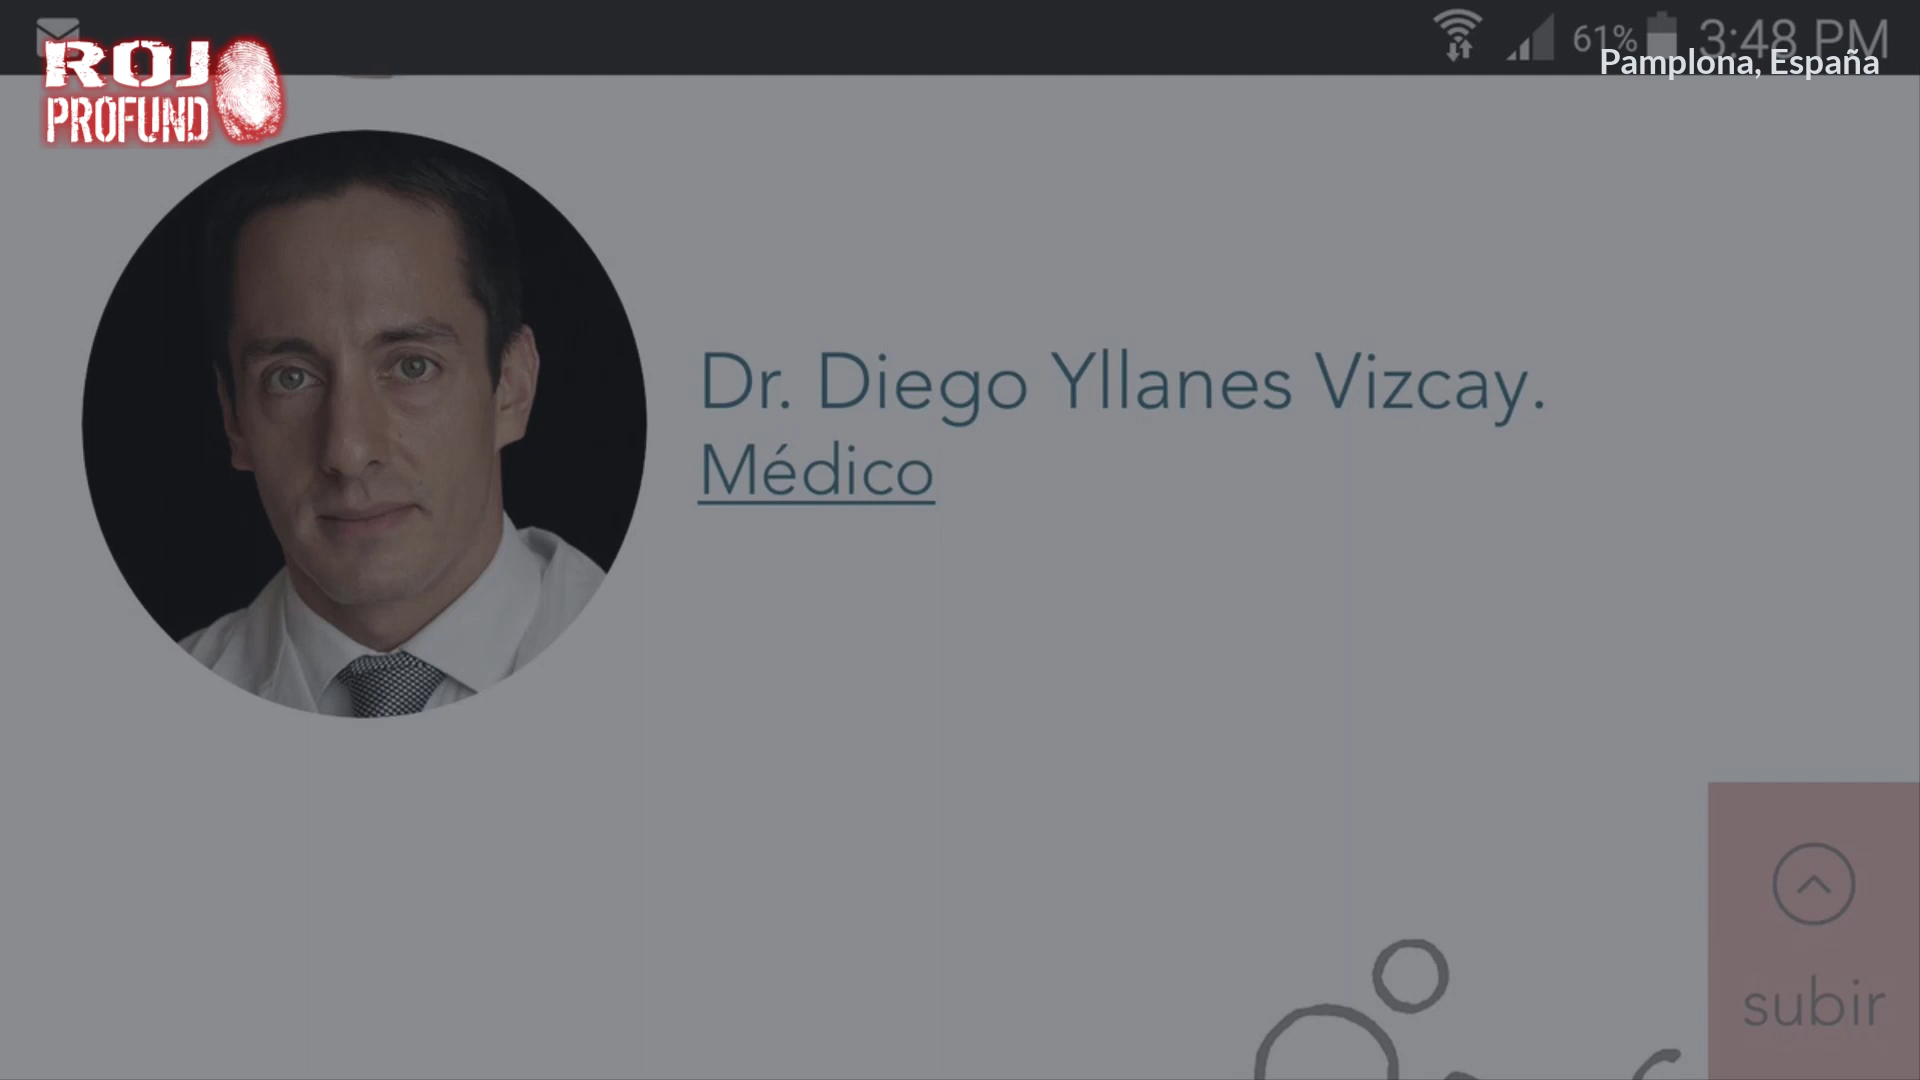 61% 3:48 PM
Pamplona, España
ROJ
PROFUND
Dr. Diego Yllanes Vizcay.
Médico
subir